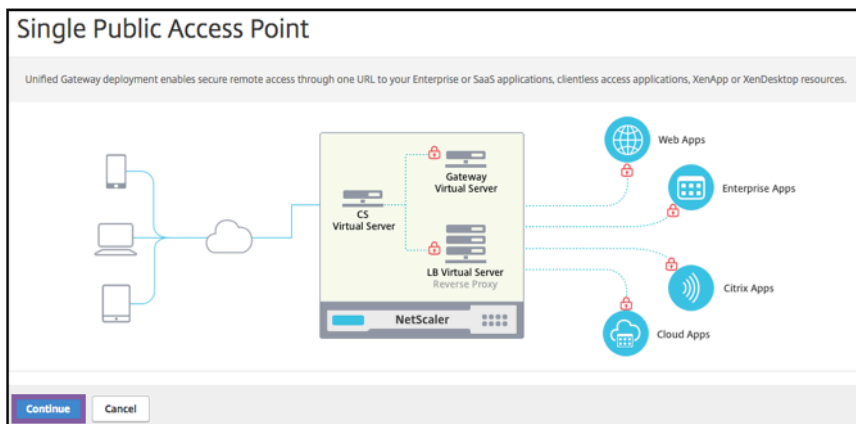 Single Public Access Point
Unified Gateway deployment enables secure remote access through one URL to your Enterprise or SaaS applications, clientless access applications, XenApp or XenDesktop resources.
Web Apps
Gateway
Virtual Server
Enterprise Apps
CS
Virtual Server
LB Virtual Server
Reverse Proxy
Citrix Apps
NetScaler
Cloud Apps
Continue
Cancel